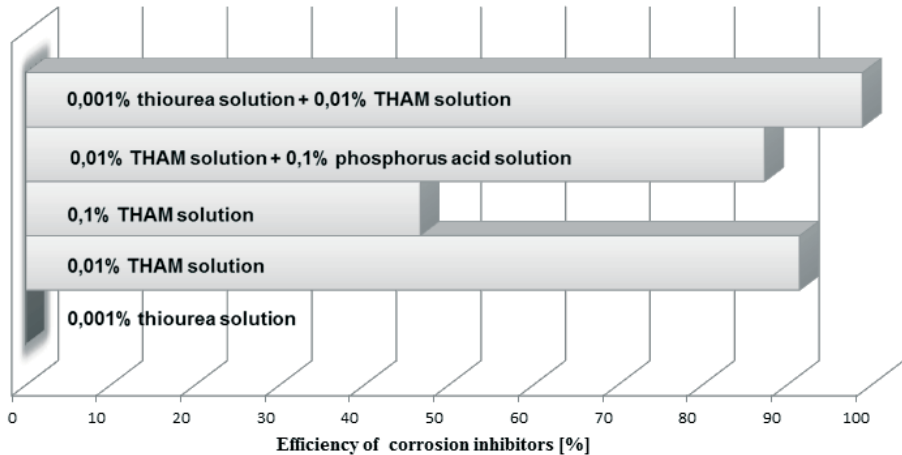 0,001% thiourea solution + 0,01% THAM solution
0,01% THAM solution + 0,1% phosphorus acid solution
0,1% THAM solution
0,01% THAM solution
0,001% thiourea solution
0 10 20 30 40 50 60 70 80 90 100
Efficiency of corrosion inhibitors [%]